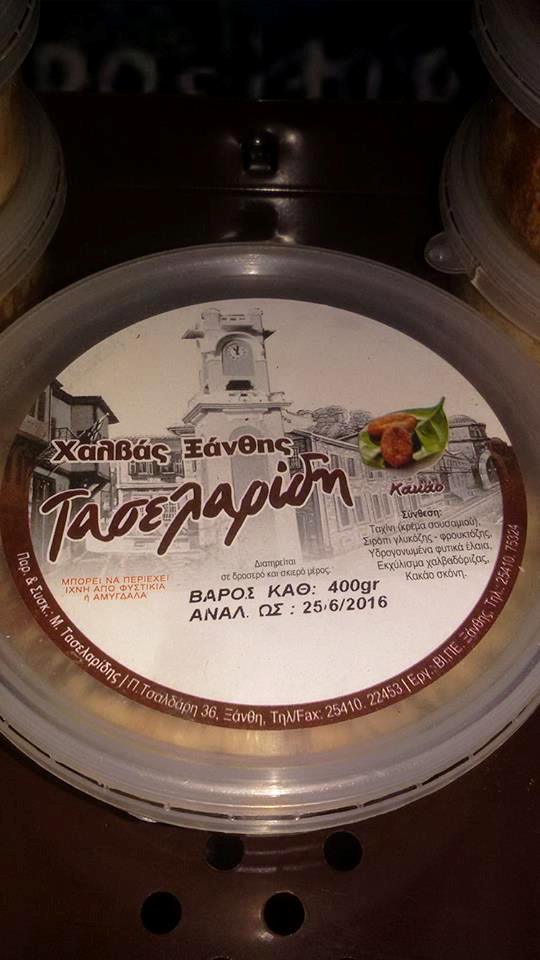 Χαλβάς Ξάνθης
Τασελαρίδη
Κακάο
Σύνθεση:
Ταχίνι (κρέμα σουσαμιού),
Σιρόπι γλυκόζης - φρουκτόζης,
Υδρογονωμένα φυτικά έλαια,
Εκχύλισμα χαλβαδόριζας,
Κακάο σκόνη.
Διατηρείται
σε δροσερό και σκιερό μέρος.
ΜΠΟΡΕΙ ΝΑ ΠΕΡΙΕΧΕΙ
ΙΧΝΗ ΑΠΟ ΦΥΣΤΙΚΙΑ
ή ΑΜΥΓΔΑΛΑ
ΒΑΡΟΣ ΚΑΘ: 400gr
ΑΝΑΛ. ΩΣ : 25/6/2016
Παρ. & Συσκ.: Μ. Τασελαρίδης | Π.Τσαλδάρη 36, Ξάνθη, Τηλ/Fax: 25410. 22453 | Εργ.: ΒΙ.ΠΕ. Ξάνθης, Τηλ.: 25410. 75324